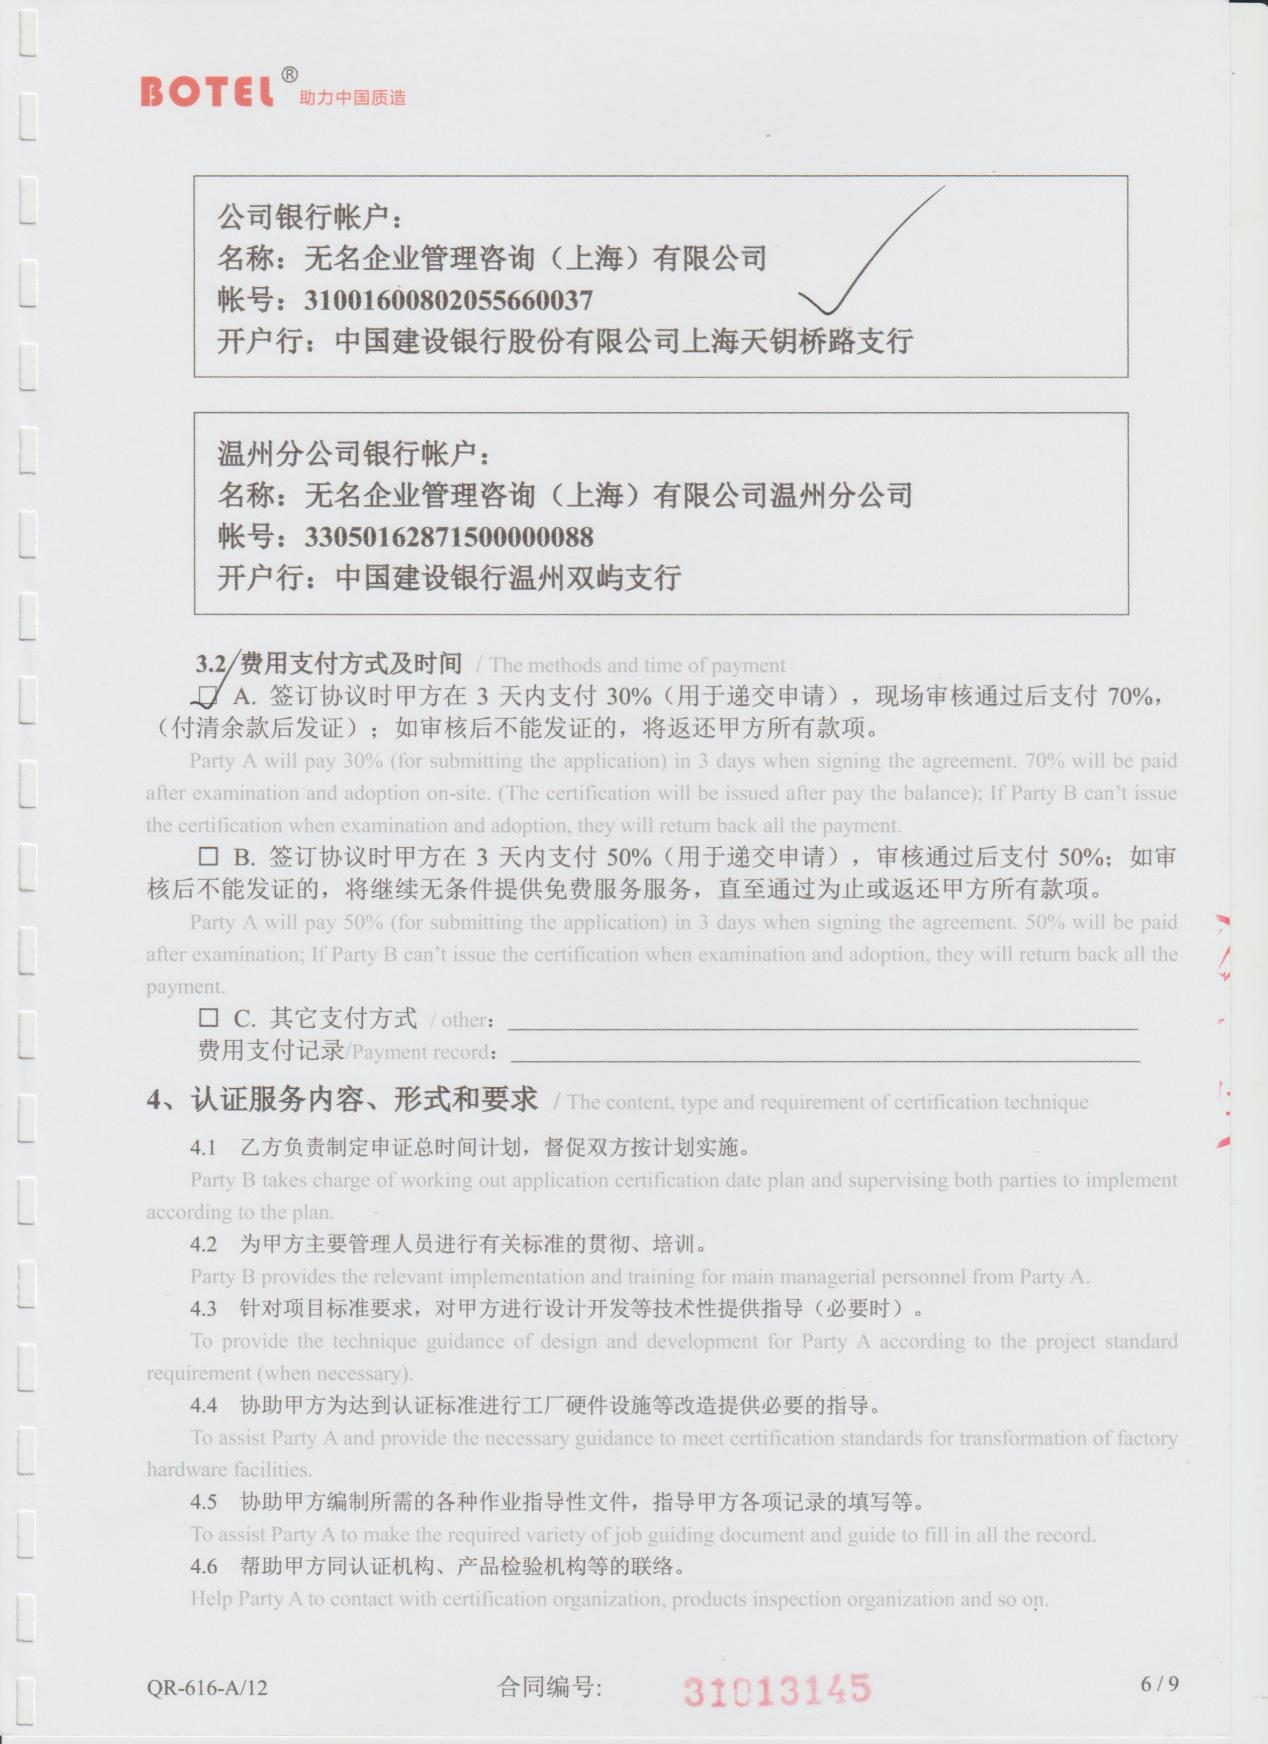 BOTEL® 助力中国质造
公司银行帐户：
名称：无名企业管理咨询（上海）有限公司
帐号：31001600802055660037
开户行：中国建设银行股份有限公司上海天钥桥路支行
温州分公司银行帐户：
名称：无名企业管理咨询（上海）有限公司温州分公司
帐号：33050162871500000088
开户行：中国建设银行温州双屿支行
3.2 费用支付方式及时间 / The methods and time of payment
☐ A. 签订协议时甲方在 3 天内支付 30%（用于递交申请），现场审核通过后支付 70%，
（付清余款后发证）；如审核后不能发证的，将返还甲方所有款项。
Party A will pay 30% (for submitting the application) in 3 days when signing the agreement. 70% will be paid
after examination and adoption on-site. (The certification will be issued after pay the balance); If Party B can’t issue
the certification when examination and adoption, they will return back all the payment.
☐ B. 签订协议时甲方在 3 天内支付 50%（用于递交申请），审核通过后支付 50%；如审
核后不能发证的，将继续无条件提供免费服务服务，直至通过为止或返还甲方所有款项。
Party A will pay 50% (for submitting the application) in 3 days when signing the agreement. 50% will be paid
after examination; If Party B can’t issue the certification when examination and adoption, they will return back all the
payment.
☐ C. 其它支付方式 / other：
费用支付记录/Payment record：
4、认证服务内容、形式和要求 / The content, type and requirement of certification technique
4.1 乙方负责制定申证总时间计划，督促双方按计划实施。
Party B takes charge of working out application certification date plan and supervising both parties to implement
according to the plan.
4.2 为甲方主要管理人员进行有关标准的贯彻、培训。
Party B provides the relevant implementation and training for main managerial personnel from Party A.
4.3 针对项目标准要求，对甲方进行设计开发等技术性提供指导（必要时）。
To provide the technique guidance of design and development for Party A according to the project standard
requirement (when necessary).
4.4 协助甲方为达到认证标准进行工厂硬件设施等改造提供必要的指导。
To assist Party A and provide the necessary guidance to meet certification standards for transformation of factory
hardware facilities.
4.5 协助甲方编制所需的各种作业指导性文件，指导甲方各项记录的填写等。
To assist Party A to make the required variety of job guiding document and guide to fill in all the record.
4.6 帮助甲方同认证机构、产品检验机构等的联络。
Help Party A to contact with certification organization, products inspection organization and so on.
QR-616-A/12 合同编号: 31013145 6 / 9